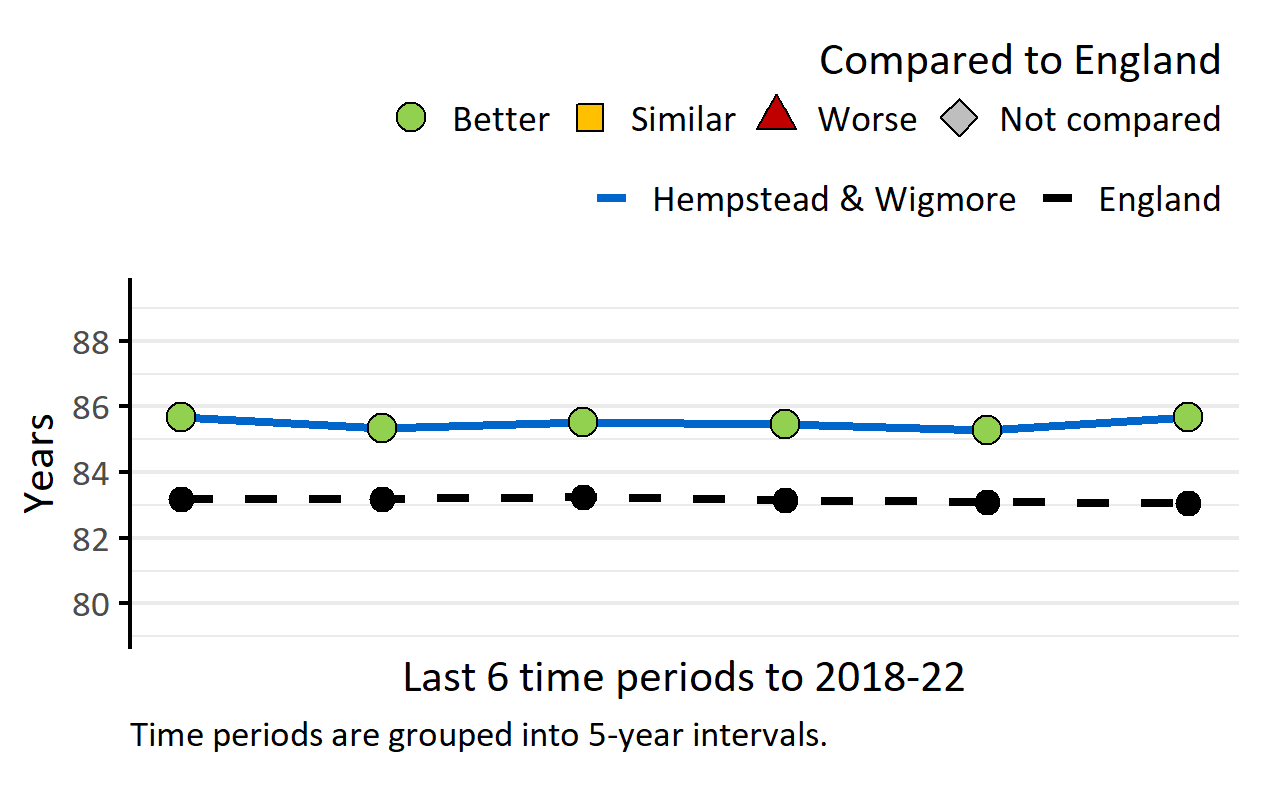 Compared to England
Better Similar Worse Not compared
Hempstead & Wigmore England
Years
88
86
84
82
80
Last 6 time periods to 2018-22
Time periods are grouped into 5-year intervals.